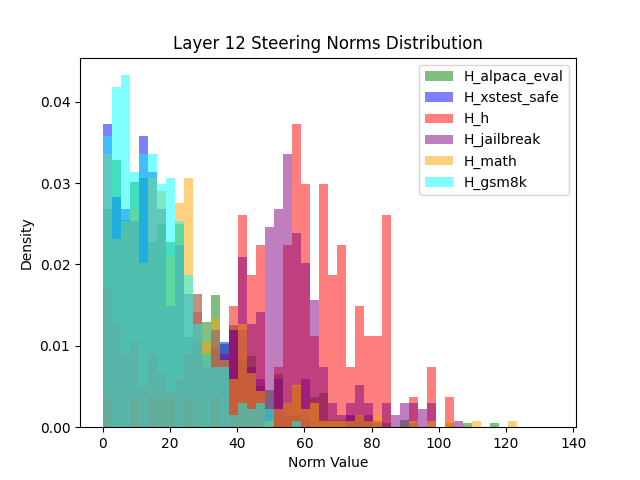 Layer 12 Steering Norms Distribution
H_alpaca_eval
H_xstest_safe
H_h
H_jailbreak
H_math
H_gsm8k
0.04
0.03
0.02
0.01
0.00
Density
0 20 40 60 80 100 120 140
Norm Value